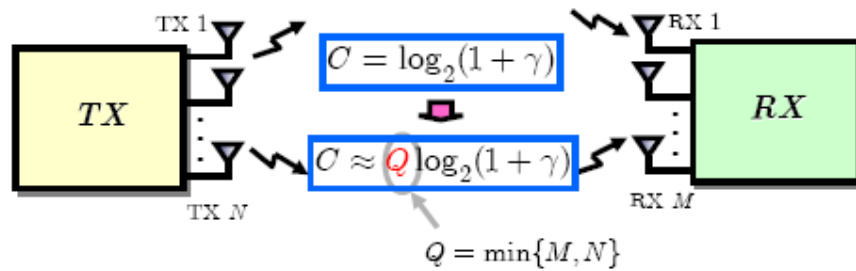 TX 1
RX 1
C = log₂(1 + γ)
TX
RX
C ≈ Q log₂(1 + γ)
TX N
RX M
Q = min{M, N}